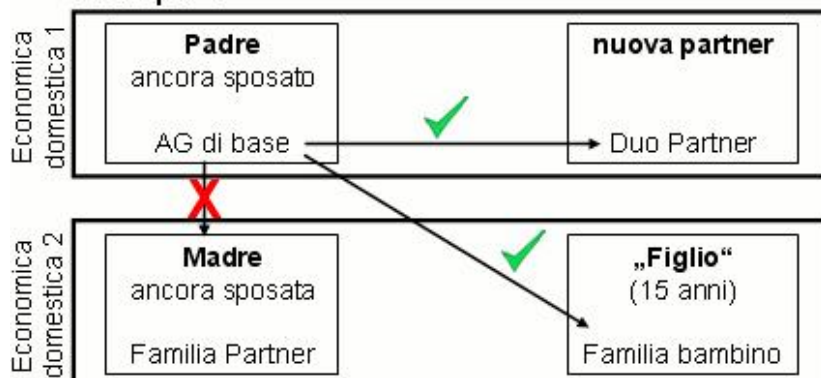 Economica
domestica 1
Padre
ancora sposato
AG di base
nuova partner
Duo Partner
X
Economica
domestica 2
Madre
ancora sposata
Familia Partner
„Figlio“
(15 anni)
Familia bambino